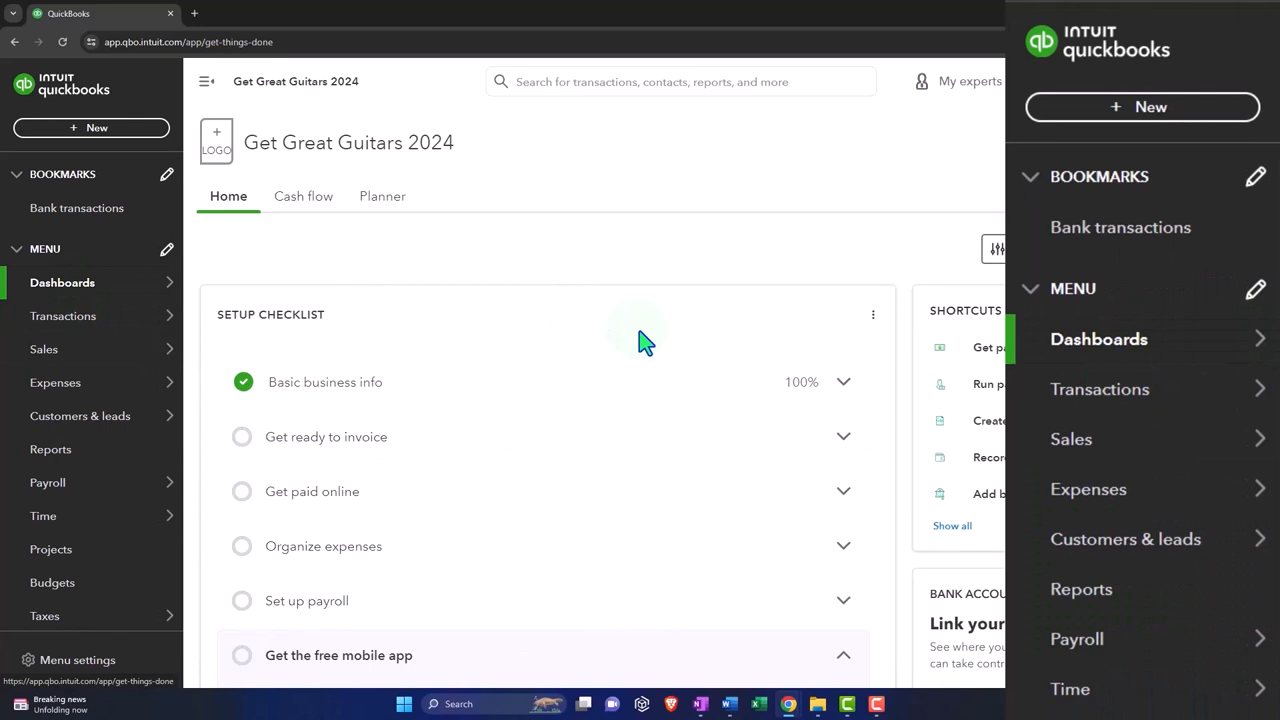 QuickBooks
app.qbo.intuit.com/app/get-things-done
INTUIT
quickbooks
+ New
BOOKMARKS
Bank transactions
MENU
Dashboards
Transactions
Sales
Expenses
Customers & leads
Reports
Payroll
Time
Projects
Budgets
Taxes
Menu settings
https://app.qbo.intuit.com/app/get-things-done
Get Great Guitars 2024
Search for transactions, contacts, reports, and more
My experts
+
LOGO
Get Great Guitars 2024
Home Cash flow Planner
SETUP CHECKLIST
Basic business info 100%
Get ready to invoice
Get paid online
Organize expenses
Set up payroll
Get the free mobile app
SHORTCUTS
Get pa
Run p
Create
Recor
Add b
Show all
BANK ACCOU
Link your
See where you
can take contr
qb INTUIT
quickbooks
+ New
BOOKMARKS
Bank transactions
MENU
Dashboards
Transactions
Sales
Expenses
Customers & leads
Reports
Payroll
Time
Breaking news
Unfolding now
Search